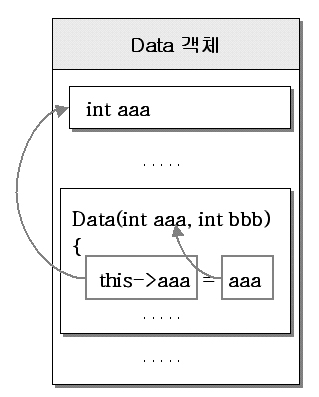 Data 객체
int aaa
.....
Data(int aaa, int bbb)
{
this->aaa = aaa
.....
.....